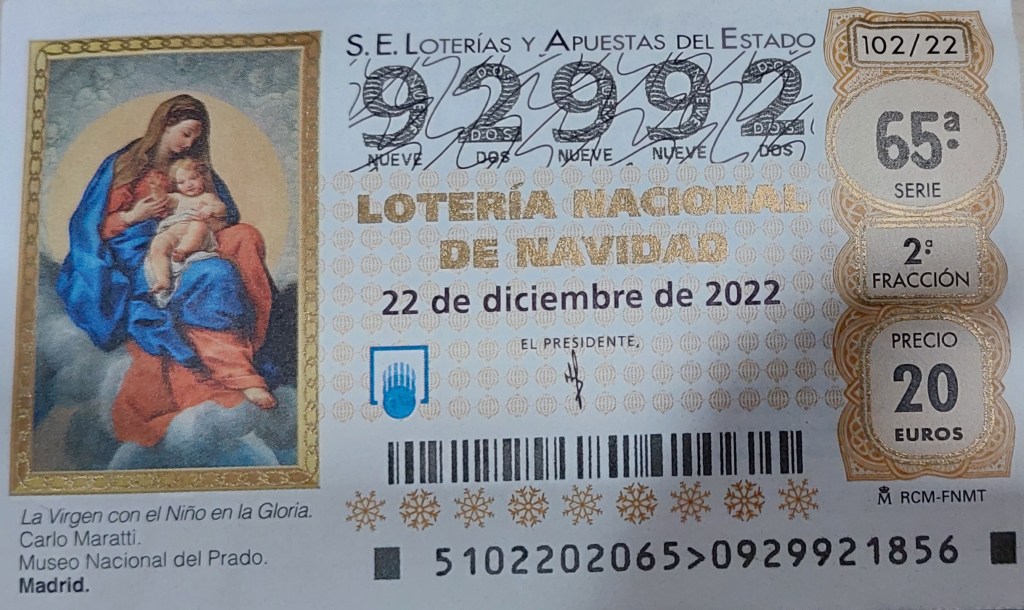 S. E. LOTERÍAS Y APUESTAS DEL ESTADO
92992
NUEVE DOS NUEVE NUEVE DOS
LOTERÍA NACIONAL
DE NAVIDAD
22 de diciembre de 2022
EL PRESIDENTE,
102/22
65ª
SERIE
2ª
FRACCIÓN
PRECIO
20
EUROS
RCM-FNMT
La Virgen con el Niño en la Gloria.
Carlo Maratti.
Museo Nacional del Prado.
Madrid.
5102202065>0929921856